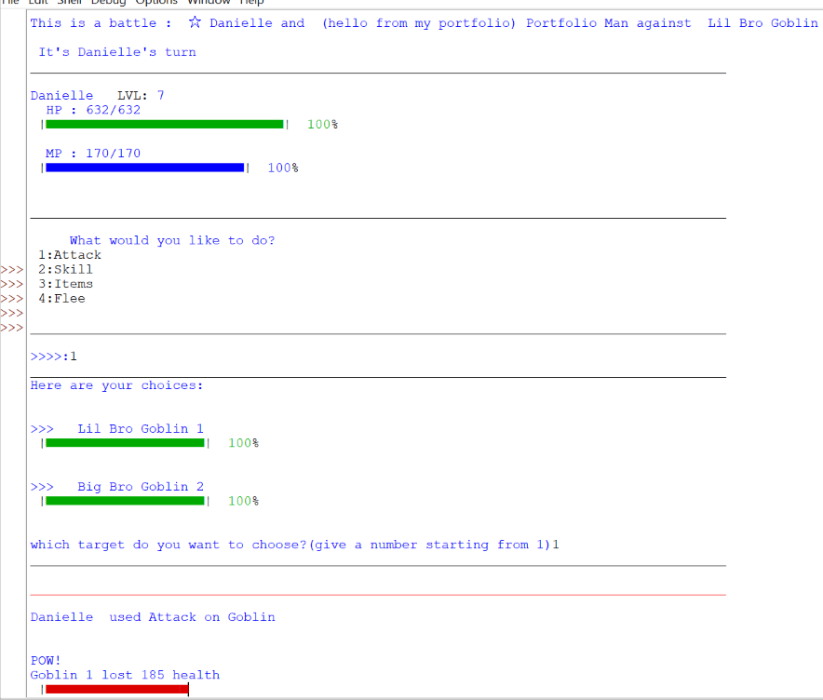 File Edit Shell Debug Options Window Help
This is a battle : ☆ Danielle and (hello from my portfolio) Portfolio Man against Lil Bro Goblin
It's Danielle's turn
Danielle LVL: 7
HP : 632/632
| | 100%
MP : 170/170
| | 100%
What would you like to do?
1:Attack
>>> 2:Skill
>>> 3:Items
>>> 4:Flee
>>>
>>>
>>>>:1
Here are your choices:
>>> Lil Bro Goblin 1
| | 100%
>>> Big Bro Goblin 2
| | 100%
which target do you want to choose?(give a number starting from 1)1
Danielle used Attack on Goblin
POW!
Goblin 1 lost 185 health
|